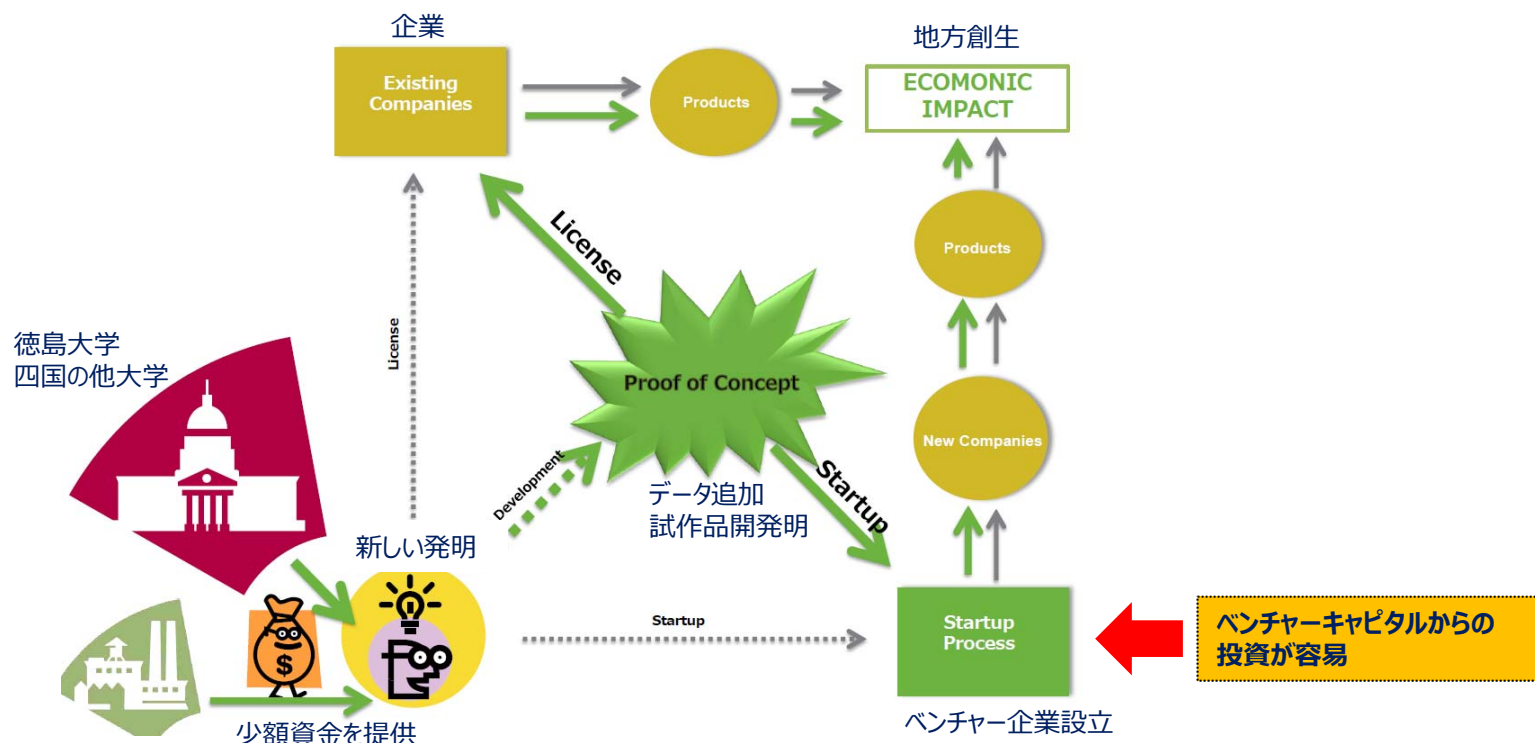 企業
地方創生
Existing
Companies
Products
ECOMONIC
IMPACT
License
License
Products
徳島大学
四国の他大学
Proof of Concept
New Companies
Development
データ追加
試作品開発明
Startup
新しい発明
Startup
Startup
Process
ベンチャーキャピタルからの
投資が容易
$
少額資金を提供
ベンチャー企業設立